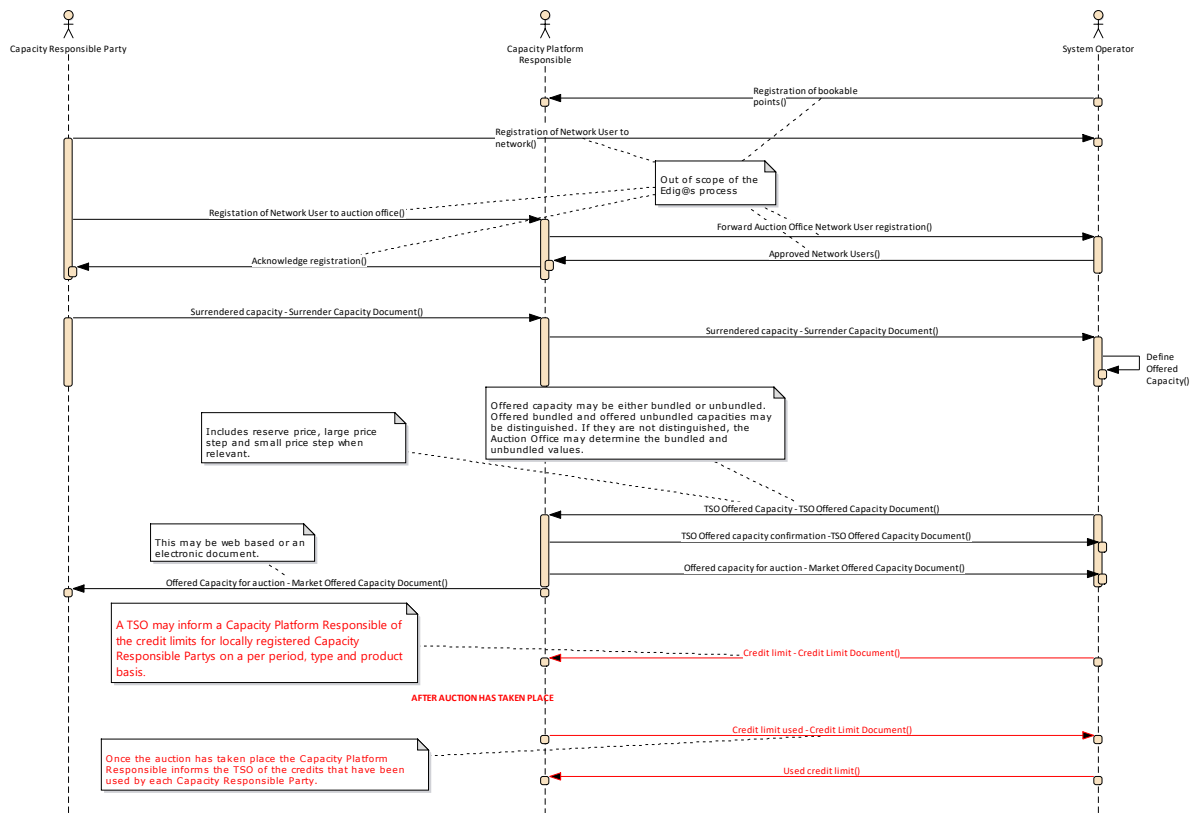 Capacity Responsible Party
Capacity Platform
Responsible
System Operator
Registration of bookable
points()
Registration of Network User to
network()
Out of scope of the
Edig@s process
Registation of Network User to auction office()
Forward Auction Office Network User registration()
Approved Network Users()
Acknowledge registration()
Surrendered capacity - Surrender Capacity Document()
Surrendered capacity - Surrender Capacity Document()
Define
Offered
Capacity()
Offered capacity may be either bundled or unbundled.
Offered bundled and offered unbundled capacities may
be distinguished. If they are not distinguished, the
Auction Office may determine the bundled and
unbundled values.
Includes reserve price, large price
step and small price step when
relevant.
TSO Offered Capacity - TSO Offered Capacity Document()
This may be web based or an
electronic document.
TSO Offered capacity confirmation -TSO Offered Capacity Document()
Offered capacity for auction - Market Offered Capacity Document()
Offered Capacity for auction - Market Offered Capacity Document()
A TSO may inform a Capacity Platform Responsible of
the credit limits for locally registered Capacity
Responsible Partys on a per period, type and product
basis.
Credit limit - Credit Limit Document()
AFTER AUCTION HAS TAKEN PLACE
Credit limit used - Credit Limit Document()
Once the auction has taken place the Capacity Platform
Responsible informs the TSO of the credits that have been
used by each Capacity Responsible Party.
Used credit limit()